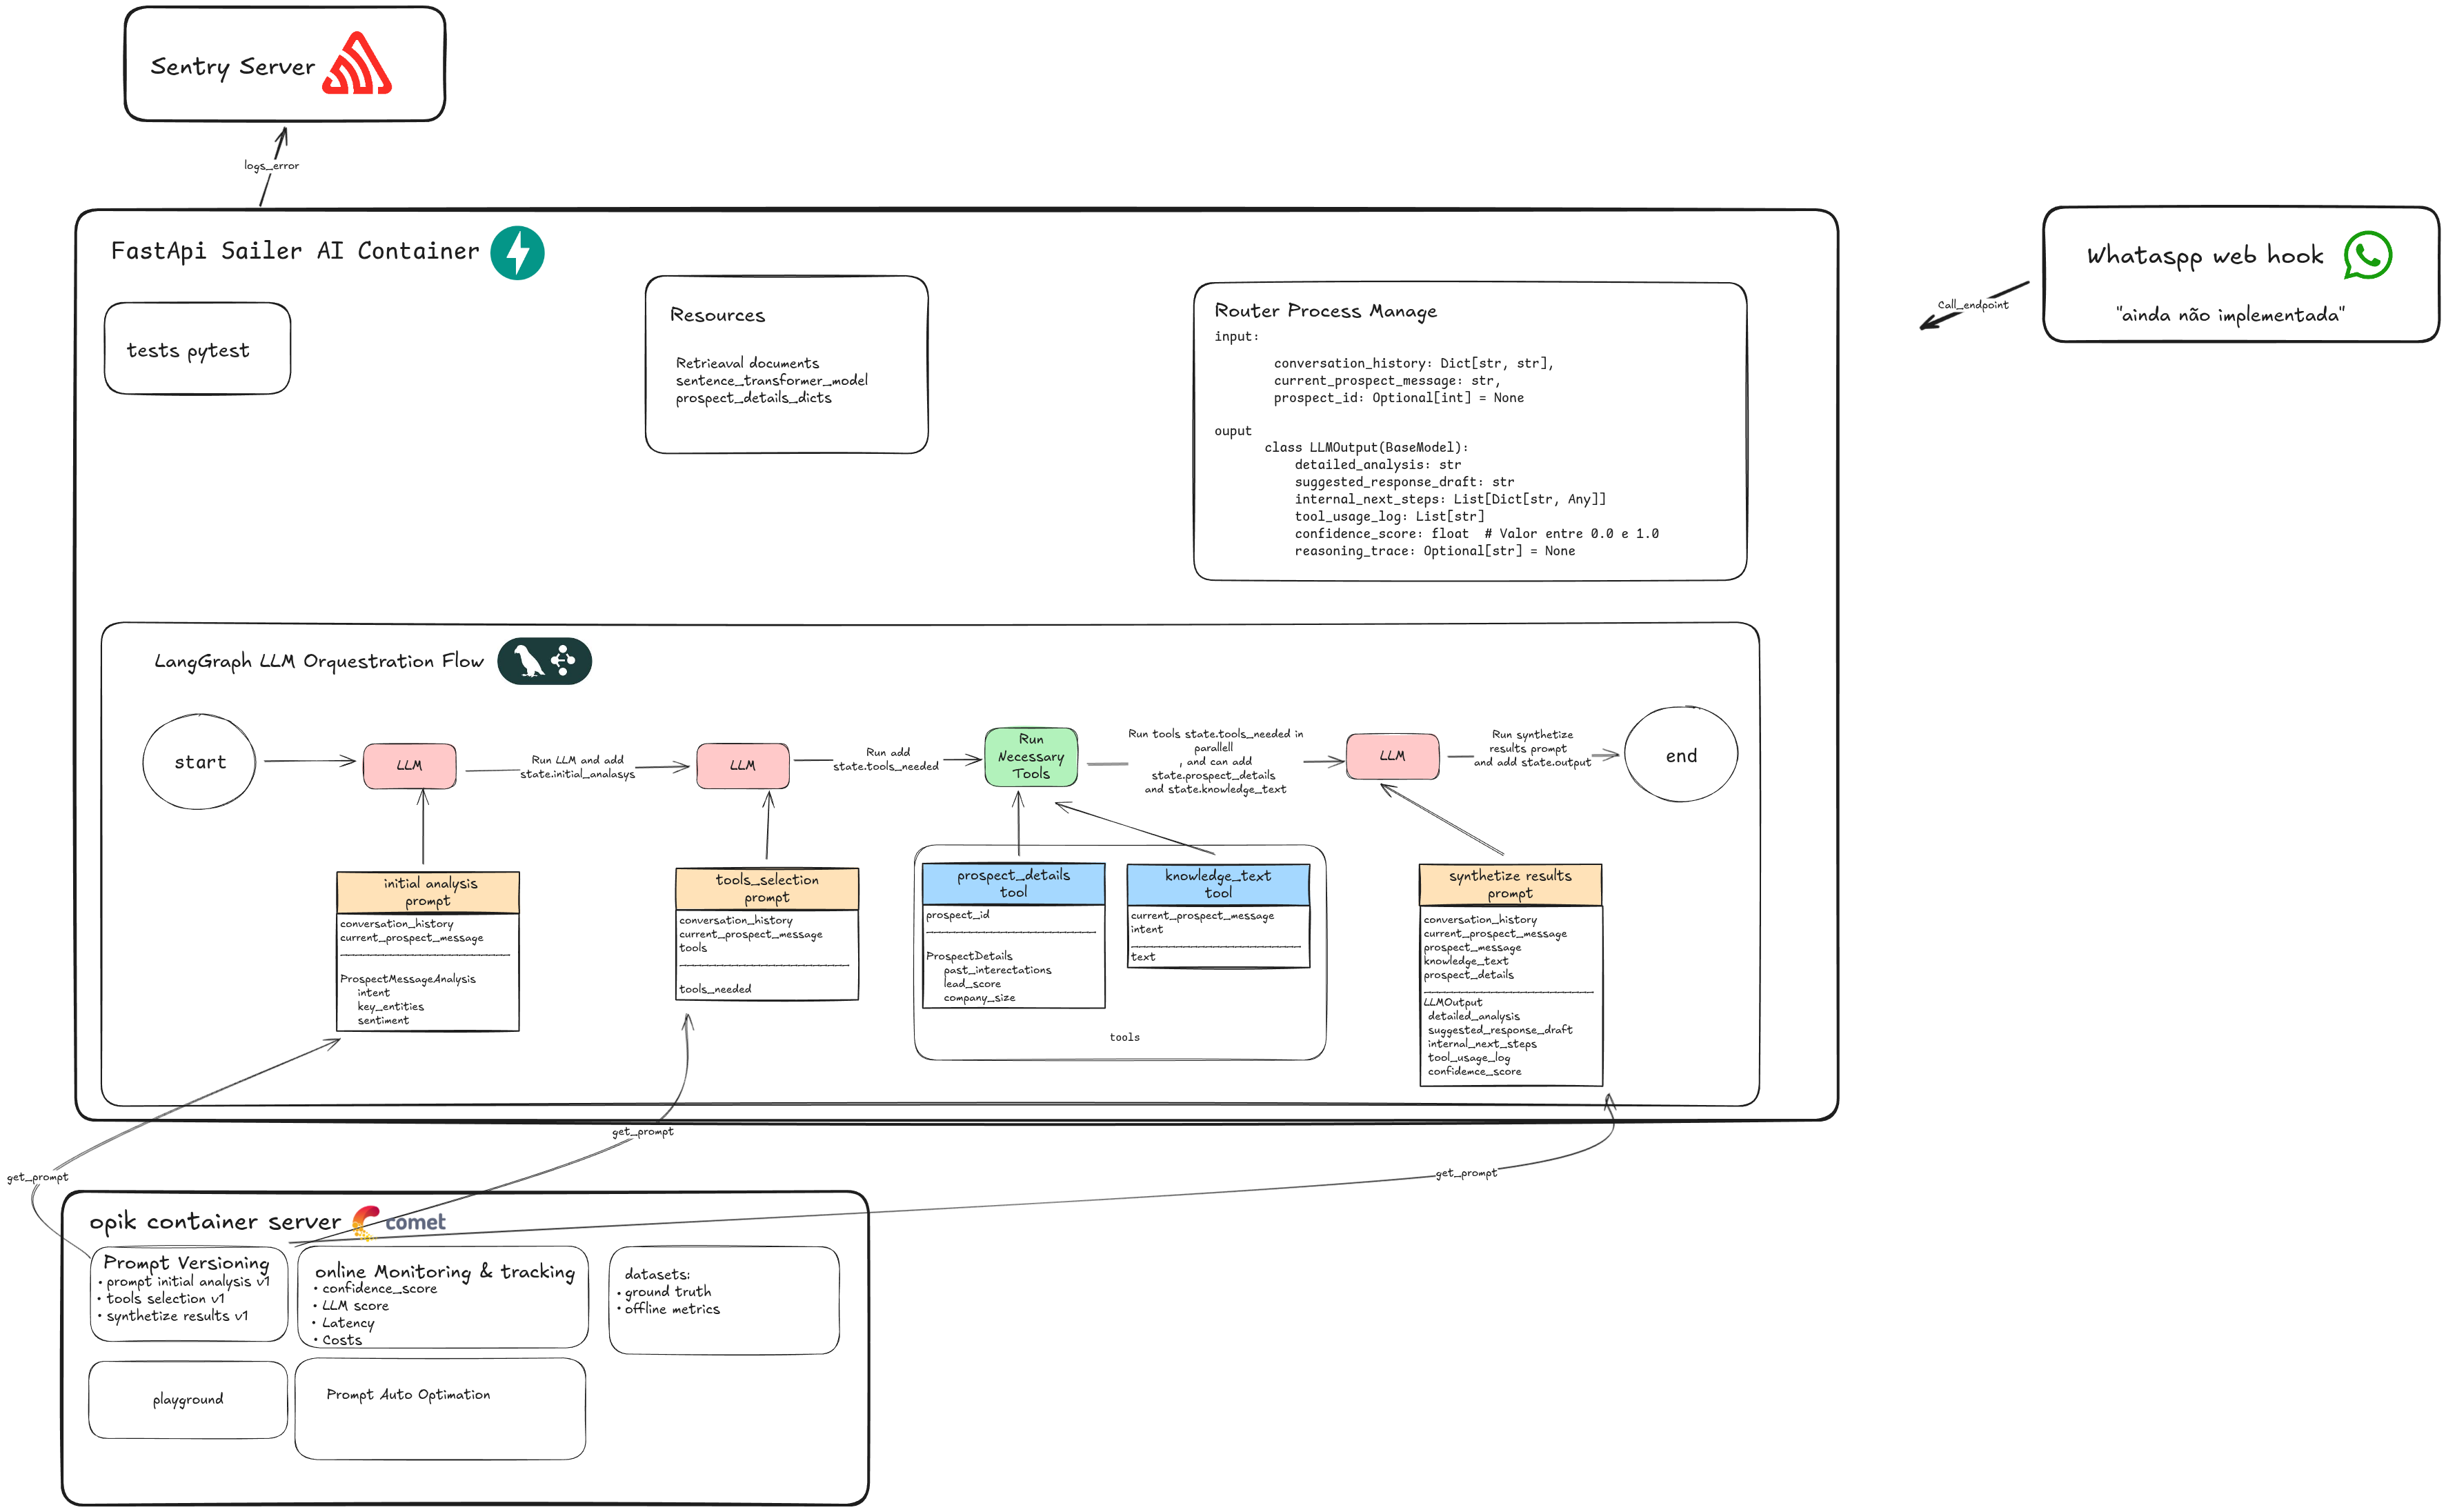 Sentry Server
logs_error
FastApi Sailer AI Container
tests pytest
Resources
Retrieaval documents
sentence_transformer_model
prospect_details_dicts
Router Process Manage
input:
conversation_history: Dict[str, str],
current_prospect_message: str,
prospect_id: Optional[int] = None
ouput
class LLMOutput(BaseModel):
detailed_analysis: str
suggested_response_draft: str
internal_next_steps: List[Dict[str, Any]]
tool_usage_log: List[str]
confidence_score: float  # Valor entre 0.0 e 1.0
reasoning_trace: Optional[str] = None
Whataspp web hook
"ainda não implementada"
Call_endpoint
LangGraph LLM Orquestration Flow
start
LLM
Run LLM and add
state.initial_analasys
LLM
Run add
state.tools_needed
Run
Necessary
Tools
Run tools state.tools_needed in
parallell
, and can add
state.prospect_details
and state.knowledge_text
LLM
Run synthetize
results prompt
and add state.output
end
initial analysis
prompt
conversation_history
current_prospect_message
ProspectMessageAnalysis
intent
key_entities
sentiment
tools_selection
prompt
conversation_history
current_prospect_message
tools
tools_needed
prospect_details
tool
prospect_id
ProspectDetails
past_interectations
lead_score
company_size
knowledge_text
tool
current_prospect_message
intent
text
tools
synthetize results
prompt
conversation_history
current_prospect_message
prospect_message
knowledge_text
prospect_details
LLMOutput
detailed_analysis
suggested_response_draft
internal_next_steps
tool_usage_log
confidemce_score
get_prompt
get_prompt
get_prompt
opik container server
comet
Prompt Versioning
• prompt initial analysis v1
• tools selection v1
• synthetize results v1
online Monitoring & tracking
• confidence_score
• LLM score
• Latency
• Costs
datasets:
• ground truth
• offline metrics
playground
Prompt Auto Optimation